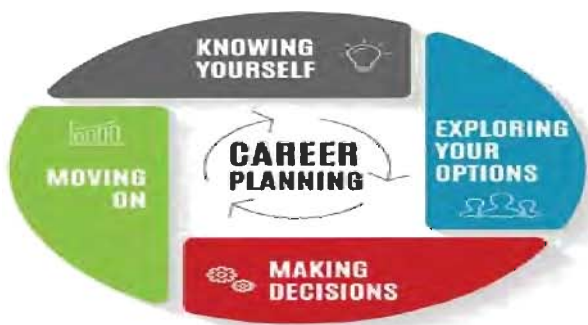 KNOWING
YOURSELF
EXPLORING
YOUR
OPTIONS
CAREER
PLANNING
MOVING
ON
MAKING
DECISIONS